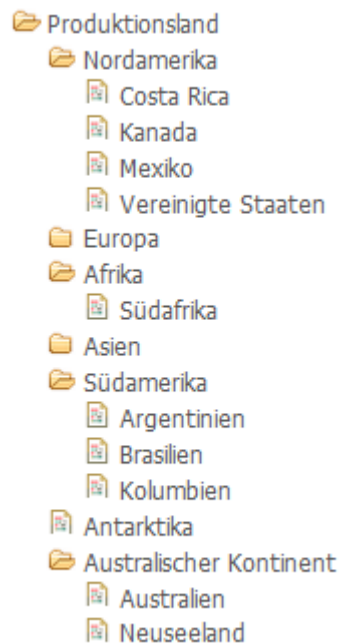 Produktionsland
Nordamerika
Costa Rica
Kanada
Mexiko
Vereinigte Staaten
Europa
Afrika
Südafrika
Asien
Südamerika
Argentinien
Brasilien
Kolumbien
Antarktika
Australischer Kontinent
Australien
Neuseeland